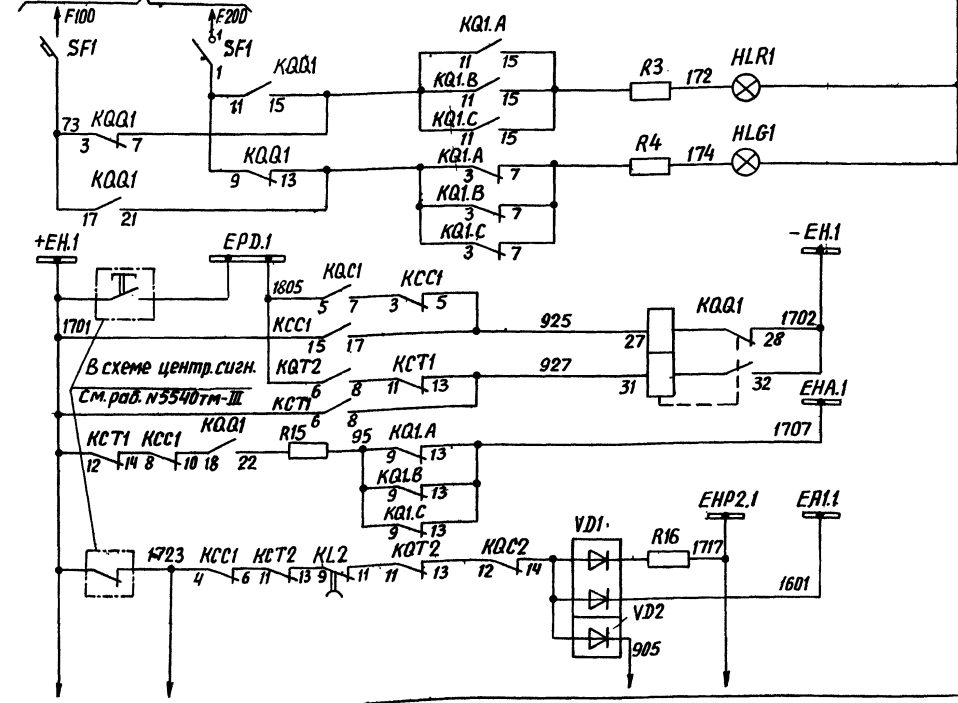 F100 F200
SF1 1 SF1 KQQ1 KQ1.A
1 11 15 11 15
KQ1.B R3 172 HLR1
11 15
73 KQQ1 KQ1.C
3 7 11 15
KQQ1 KQ1.A R4 174 HLG1
9 13 3 7
KQQ1 KQ1.B
17 21 3 7
KQ1.C
3 7
+EH.1 EPD.1 - EH.1
1805 KQC1 KCC1 KQQ1
5 7 3 5
1701 KCC1 925 1702
15 17 27 28
В схеме центр. сигн.
См. раб. №5540тм-III
KQT2 KCT1 927
6 8 11 13 31 32
KCT1 EHA.1
6 8
KCT1 KCC1 KQQ1 R15 95 KQ1.A 1707
12 14 8 10 18 22 9 13
KQ1.B
9 13
KQ1.C EHP2.1 EA1.1
9 13
1723 KCC1 KCT2 KL2 KQT2 KQC2 VD1 R16 1717
4 6 11 13 9 11 11 13 12 14
1601
VD2
905